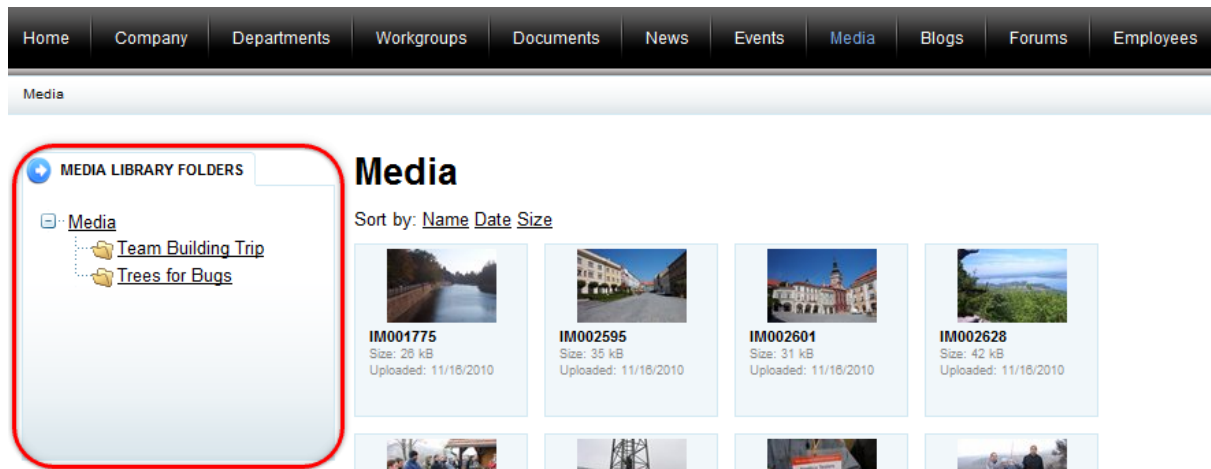 Home Company Departments Workgroups Documents News Events Media Blogs Forums Employees
Media
MEDIA LIBRARY FOLDERS
Media
Team Building Trip
Trees for Bugs
Media
Sort by: Name Date Size
IM001775
Size: 26 kB
Uploaded: 11/16/2010
IM002595
Size: 35 kB
Uploaded: 11/16/2010
IM002601
Size: 31 kB
Uploaded: 11/16/2010
IM002628
Size: 42 kB
Uploaded: 11/16/2010